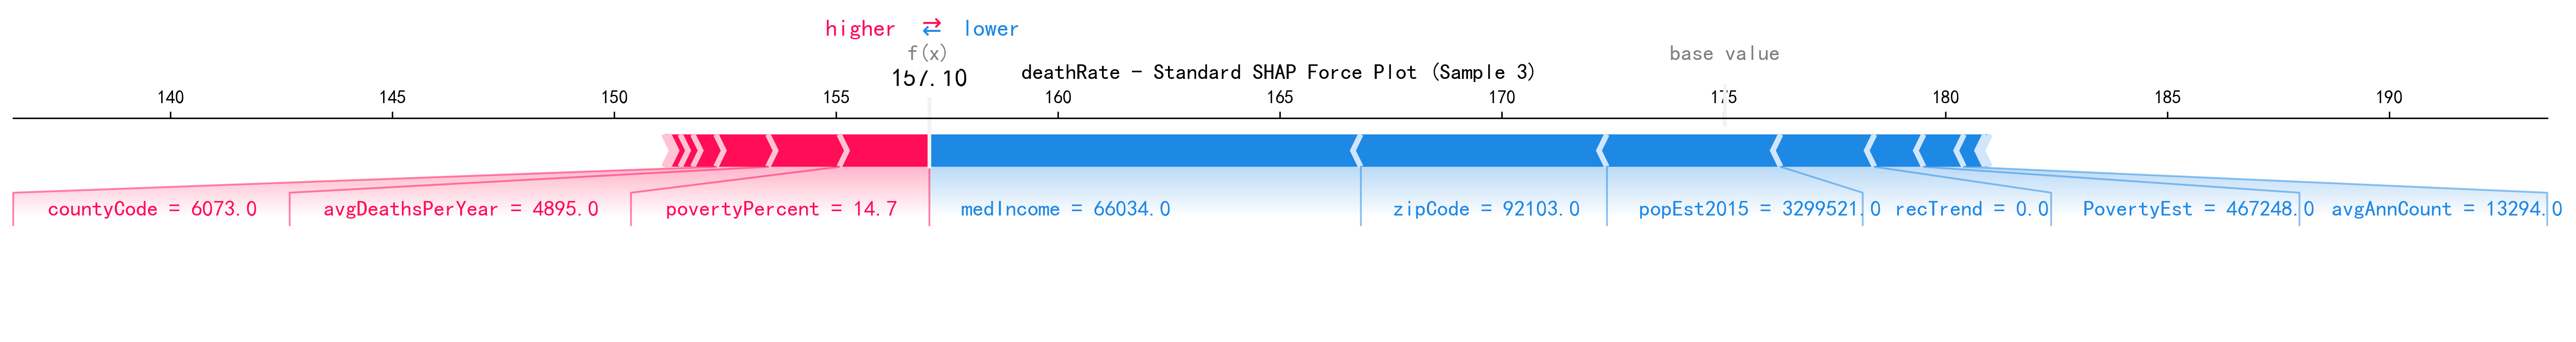 higher ⇄ lower
f(x) base value
157.10 deathRate - Standard SHAP Force Plot (Sample 3)
140 145 150 155 160 165 170 175 180 185 190
countyCode = 6073.0 avgDeathsPerYear = 4895.0 povertyPercent = 14.7 medIncome = 66034.0 zipCode = 92103.0 popEst2015 = 3299521.0 recTrend = 0.0 PovertyEst = 467248.0 avgAnnCount = 13294.0